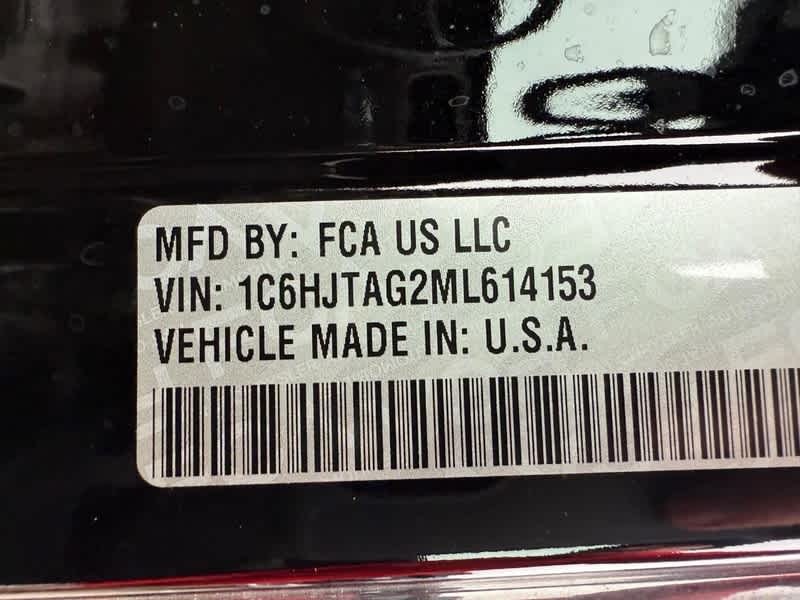 MFD BY: FCA US LLC
VIN: 1C6HJTAG2ML614153
VEHICLE MADE IN: U.S.A.